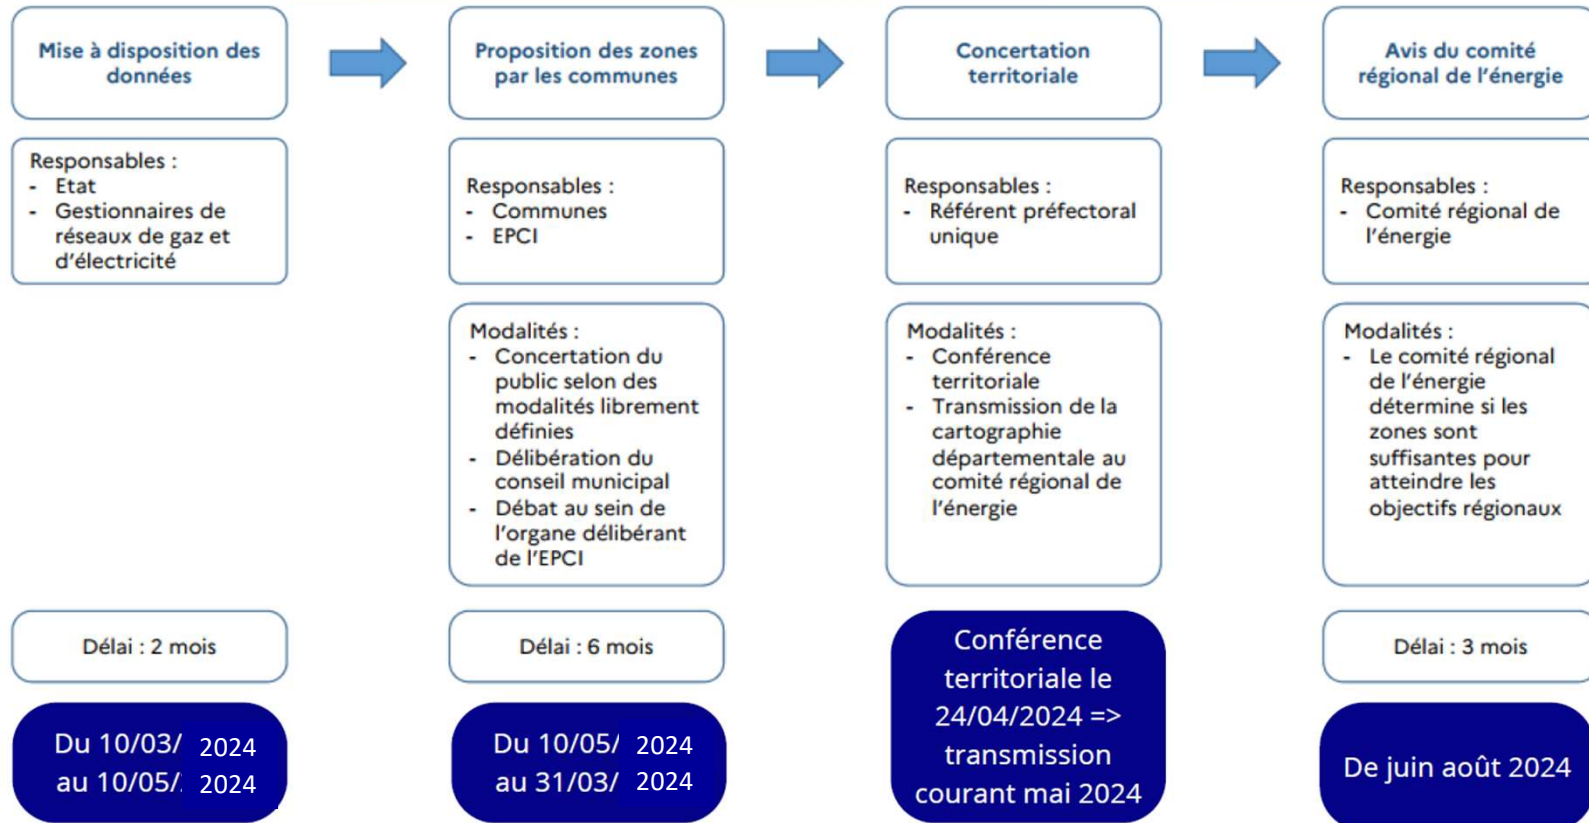 Mise à disposition des
données
Proposition des zones
par les communes
Concertation
territoriale
Avis du comité
régional de l'énergie
Responsables :
- Etat
- Gestionnaires de
réseaux de gaz et
d'électricité
Responsables :
- Communes
- EPCI
Responsables :
- Référent préfectoral
unique
Responsables :
- Comité régional de
l'énergie
Modalités :
- Concertation du
public selon des
modalités librement
définies
- Délibération du
conseil municipal
- Débat au sein de
l'organe délibérant
de l'EPCI
Modalités :
- Conférence
territoriale
- Transmission de la
cartographie
départementale au
comité régional de
l'énergie
Modalités :
- Le comité régional
de l'énergie
détermine si les
zones sont
suffisantes pour
atteindre les
objectifs régionaux
Délai : 2 mois
Délai : 6 mois
Conférence
territoriale le
24/04/2024 =>
transmission
courant mai 2024
Délai : 3 mois
Du 10/03/ 2024
au 10/05/ 2024
Du 10/05/ 2024
au 31/03/ 2024
De juin août 2024